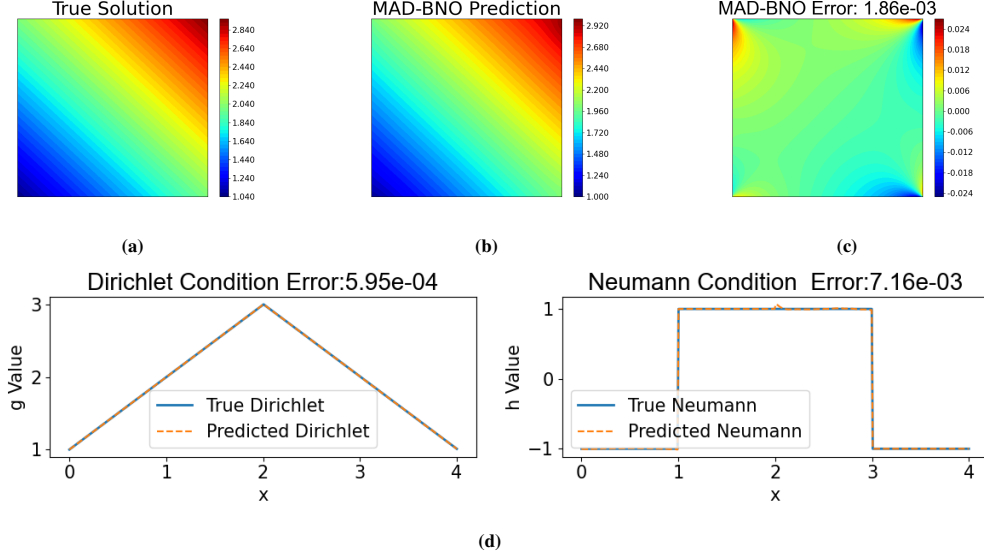 True Solution
2.840
2.640
2.440
2.240
2.040
1.840
1.640
1.440
1.240
1.040
(a)
MAD-BNO Prediction
2.920
2.680
2.440
2.200
1.960
1.720
1.480
1.240
1.000
(b)
MAD-BNO Error: 1.86e-03
0.024
0.018
0.012
0.006
0.000
-0.006
-0.012
-0.018
-0.024
(c)
Dirichlet Condition Error:5.95e-04
g Value
3
2
1
True Dirichlet
Predicted Dirichlet
0 1 2 3 4
x
Neumann Condition Error:7.16e-03
h Value
1
0
−1
True Neumann
Predicted Neumann
0 1 2 3 4
x
(d)